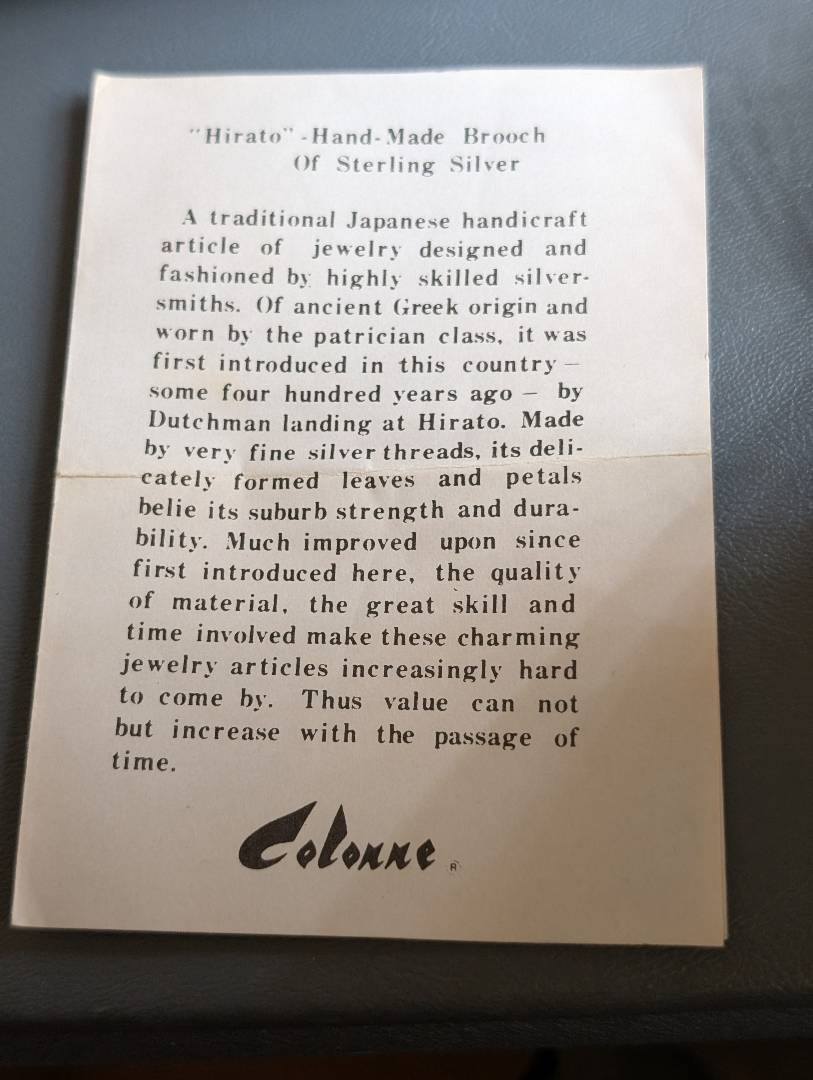 "Hirato" - Hand-Made Brooch
Of Sterling Silver
A traditional Japanese handicraft
article of jewelry designed and
fashioned by highly skilled silver-
smiths. Of ancient Greek origin and
worn by the patrician class, it was
first introduced in this country —
some four hundred years ago — by
Dutchman landing at Hirato. Made
by very fine silver threads, its deli-
cately formed leaves and petals
belie its suburb strength and dura-
bility. Much improved upon since
first introduced here, the quality
of material, the great skill and
time involved make these charming
jewelry articles increasingly hard
to come by. Thus value can not
but increase with the passage of
time.
Colonne ®